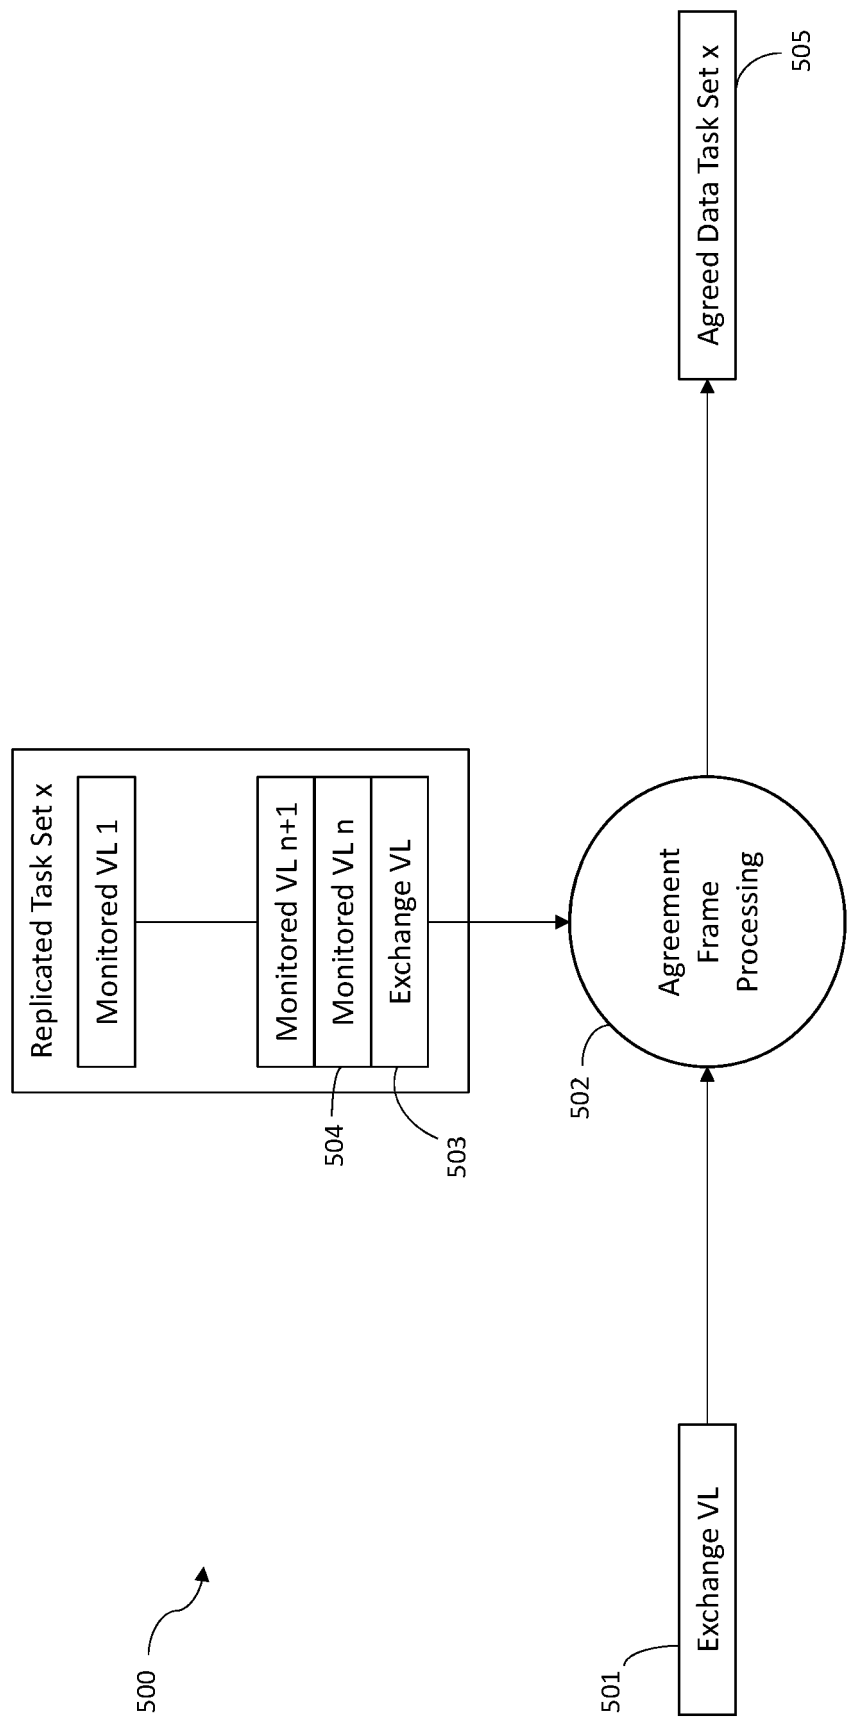 500
Replicated Task Set x
Monitored VL 1
Monitored VL n+1
Monitored VL n
Exchange VL
504
503
502
Agreement
Frame
Processing
501
Exchange VL
Agreed Data Task Set x
505